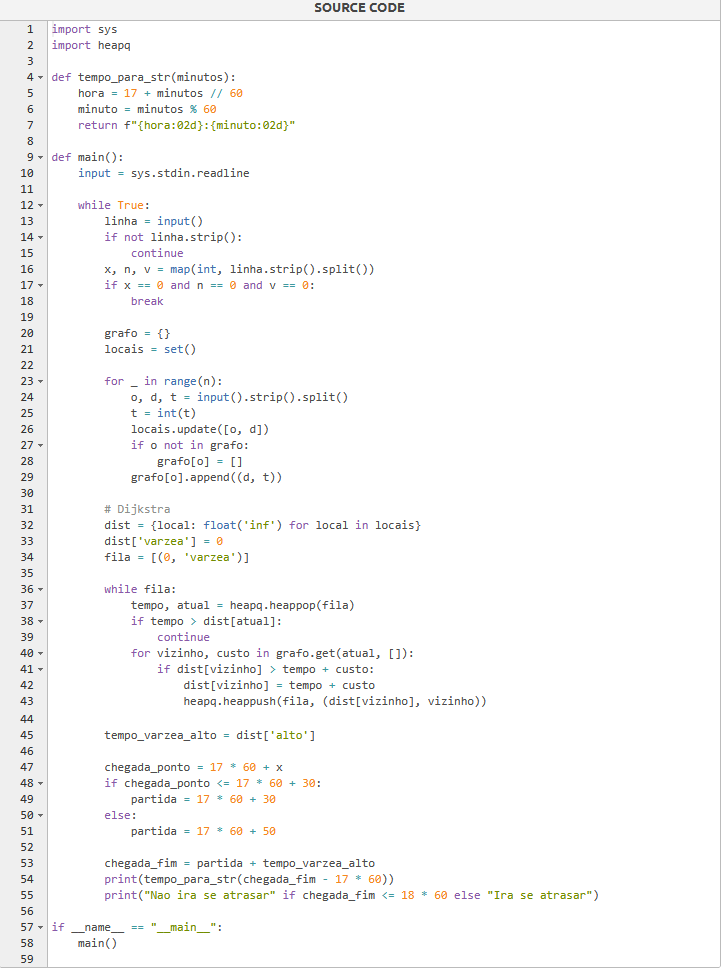 SOURCE CODE
1 import sys
2 import heapq
3
4 def tempo_para_str(minutos):
5     hora = 17 + minutos // 60
6     minuto = minutos % 60
7     return f"{hora:02d}:{minuto:02d}"
8
9 def main():
10     input = sys.stdin.readline
11
12     while True:
13         linha = input()
14         if not linha.strip():
15             continue
16         x, n, v = map(int, linha.strip().split())
17         if x == 0 and n == 0 and v == 0:
18             break
19
20         grafo = {}
21         locais = set()
22
23         for _ in range(n):
24             o, d, t = input().strip().split()
25             t = int(t)
26             locais.update([o, d])
27             if o not in grafo:
28                 grafo[o] = []
29             grafo[o].append((d, t))
30
31         # Dijkstra
32         dist = {local: float('inf') for local in locais}
33         dist['varzea'] = 0
34         fila = [(0, 'varzea')]
35
36         while fila:
37             tempo, atual = heapq.heappop(fila)
38             if tempo > dist[atual]:
39                 continue
40             for vizinho, custo in grafo.get(atual, []):
41                 if dist[vizinho] > tempo + custo:
42                     dist[vizinho] = tempo + custo
43                     heapq.heappush(fila, (dist[vizinho], vizinho))
44
45         tempo_varzea_alto = dist['alto']
46
47         chegada_ponto = 17 * 60 + x
48         if chegada_ponto <= 17 * 60 + 30:
49             partida = 17 * 60 + 30
50         else:
51             partida = 17 * 60 + 50
52
53         chegada_fim = partida + tempo_varzea_alto
54         print(tempo_para_str(chegada_fim - 17 * 60))
55         print("Nao ira se atrasar" if chegada_fim <= 18 * 60 else "Ira se atrasar")
56
57 if __name__ == "__main__":
58     main()
59